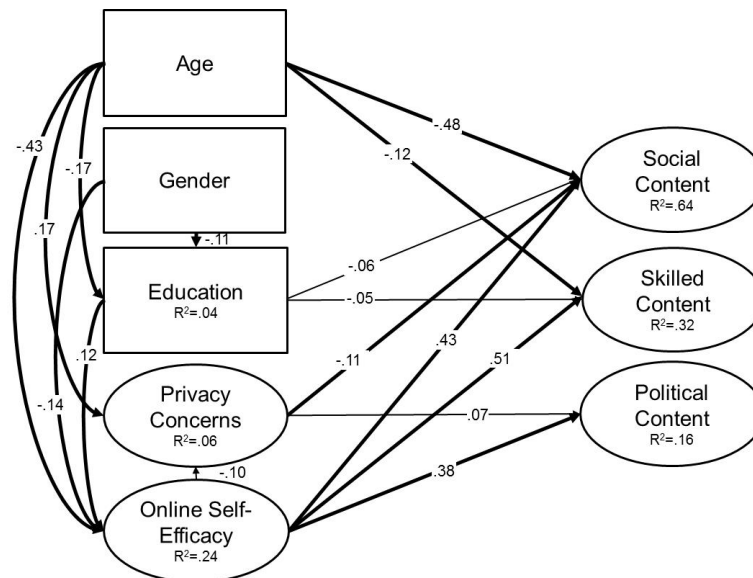 Age
-.48
-.43
-.17
-.12
Social
Content
R²=.64
Gender
.17
-.11
-.06
Education
R²=.04
-.05
Skilled
Content
R²=.32
.12
.43
.51
-.11
Privacy
Concerns
R²=.06
-.14
.07
Political
Content
R²=.16
-.10
.38
Online Self-
Efficacy
R²=.24